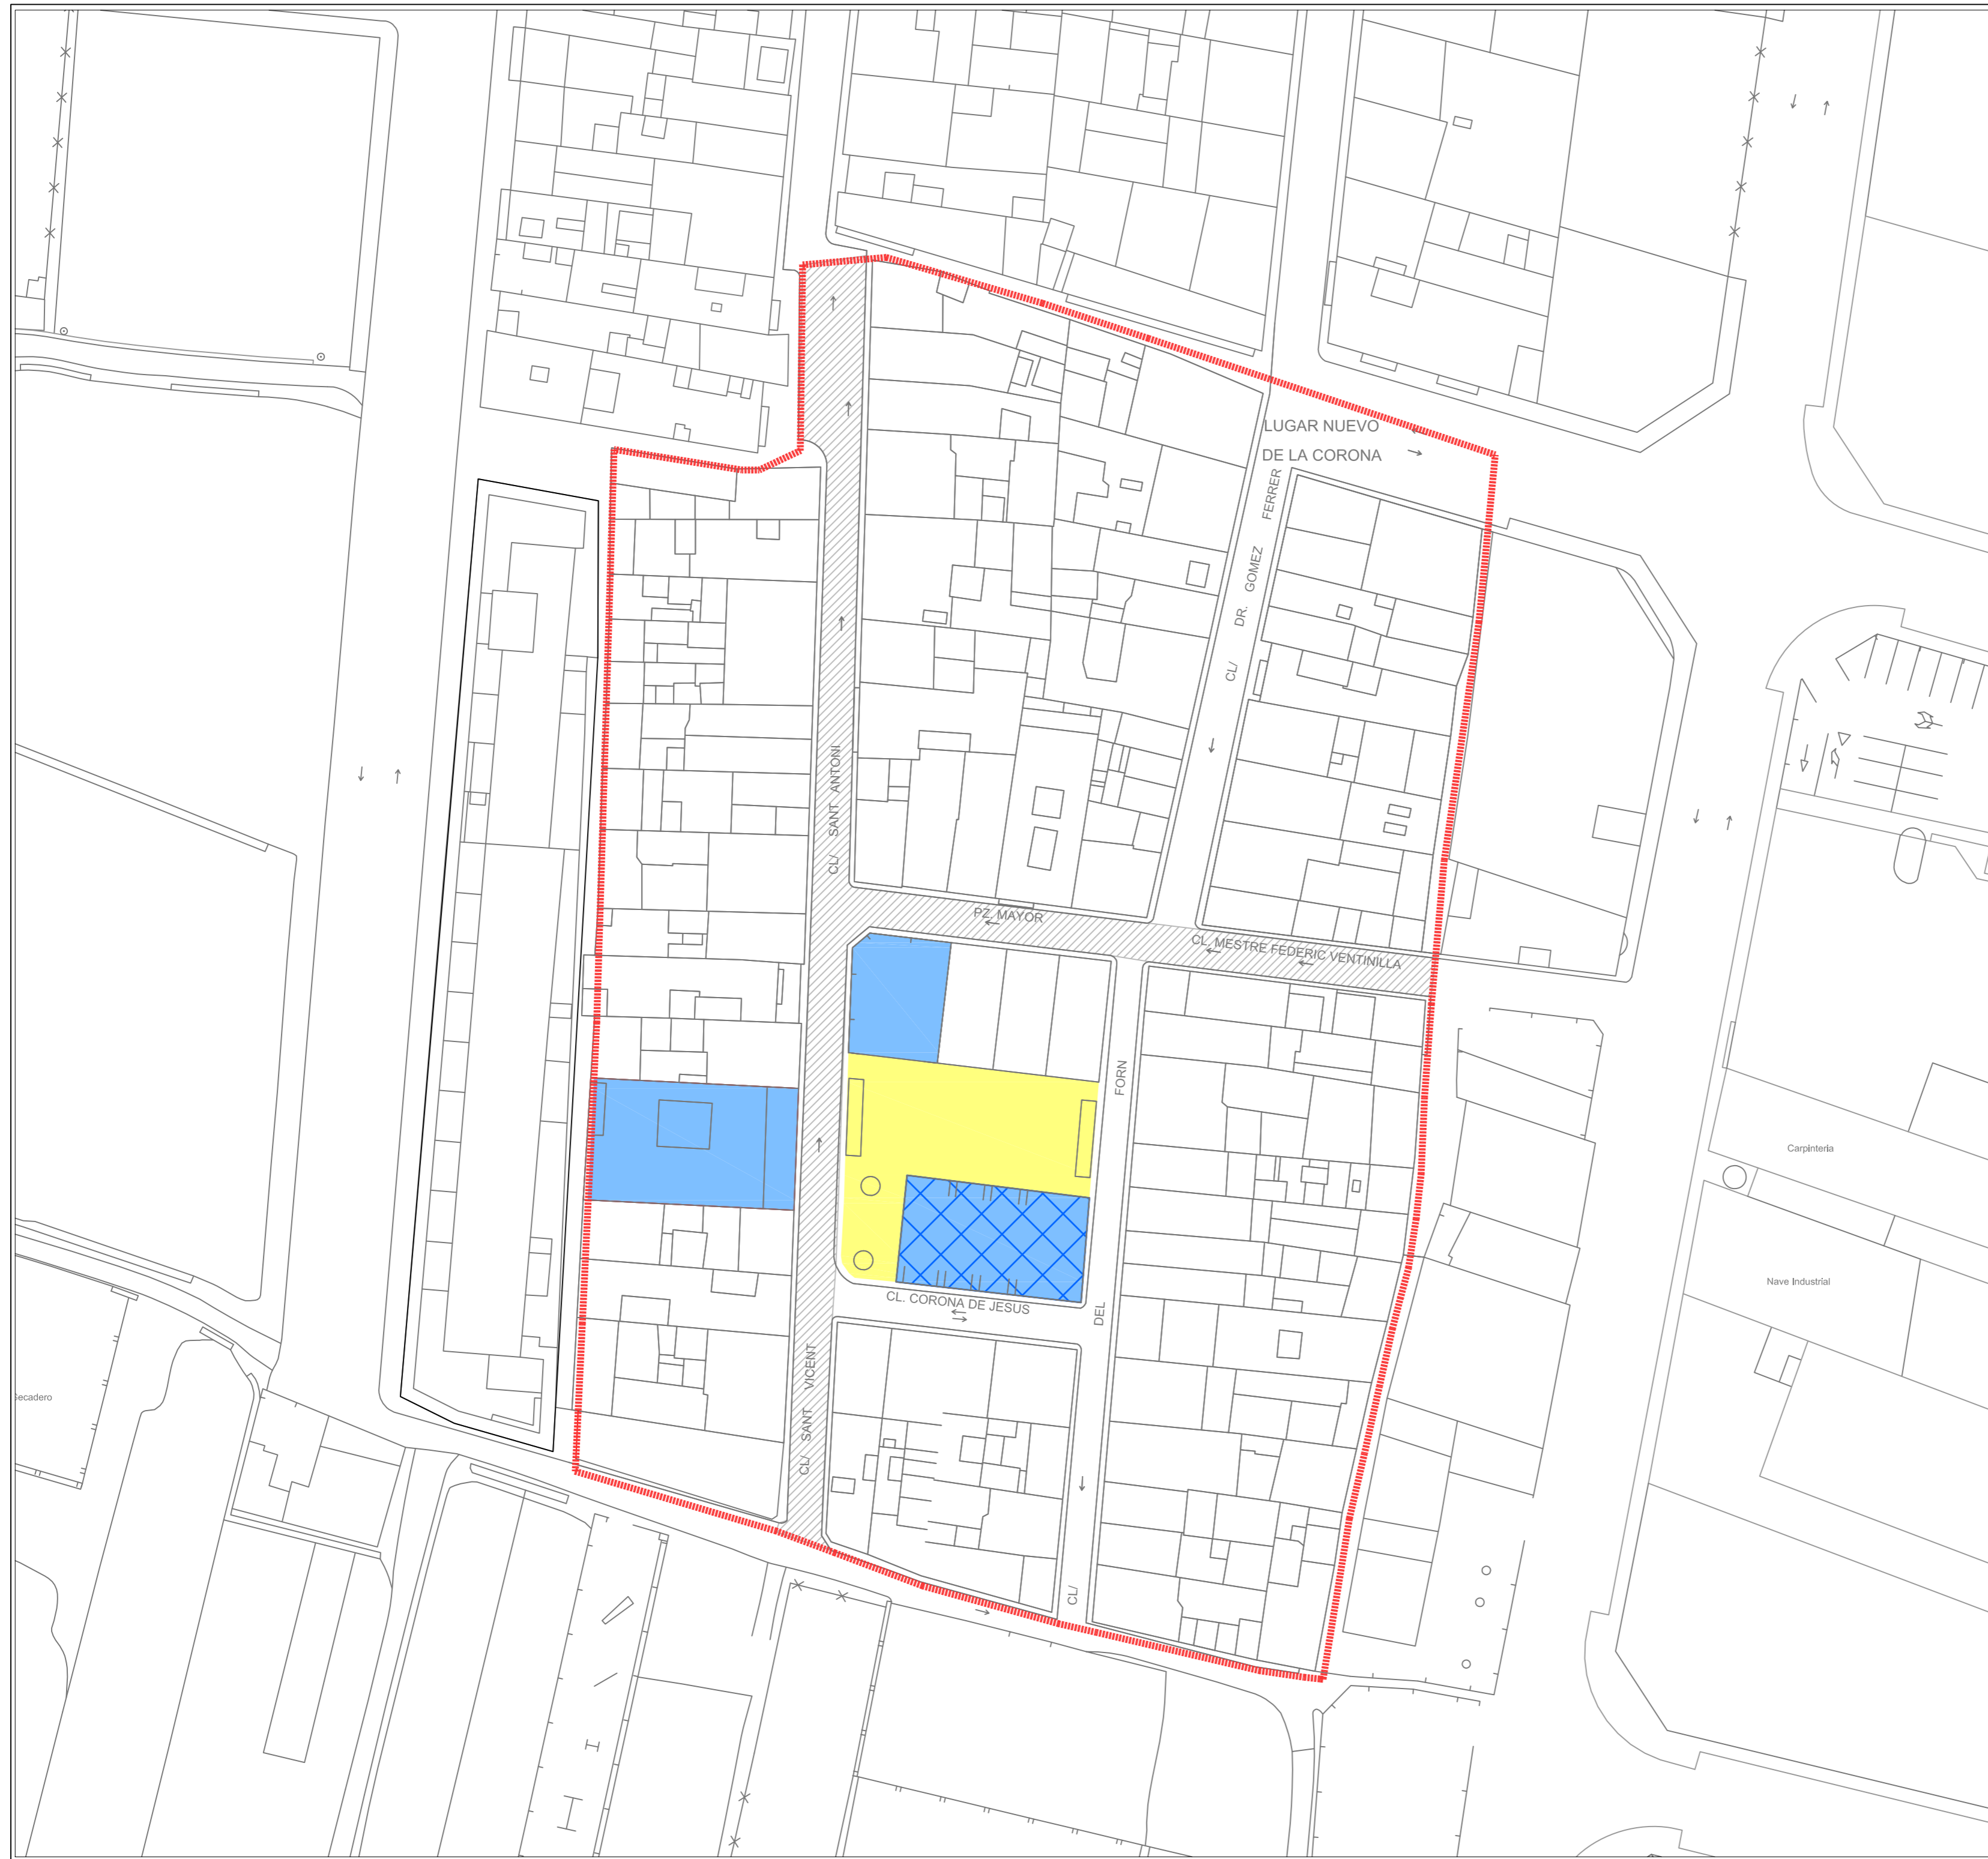 LUGAR NUEVO
DE LA CORONA
CL/ DR. GOMEZ FERRER
CL/ SANT ANTONI
PZ. MAYOR
CL. MESTRE FEDERIC VENTINILLA
CL/ DEL FORN
Carpinteria
Nave Industrial
CL. CORONA DE JESUS
CL/ SANT VICENT
Secadero